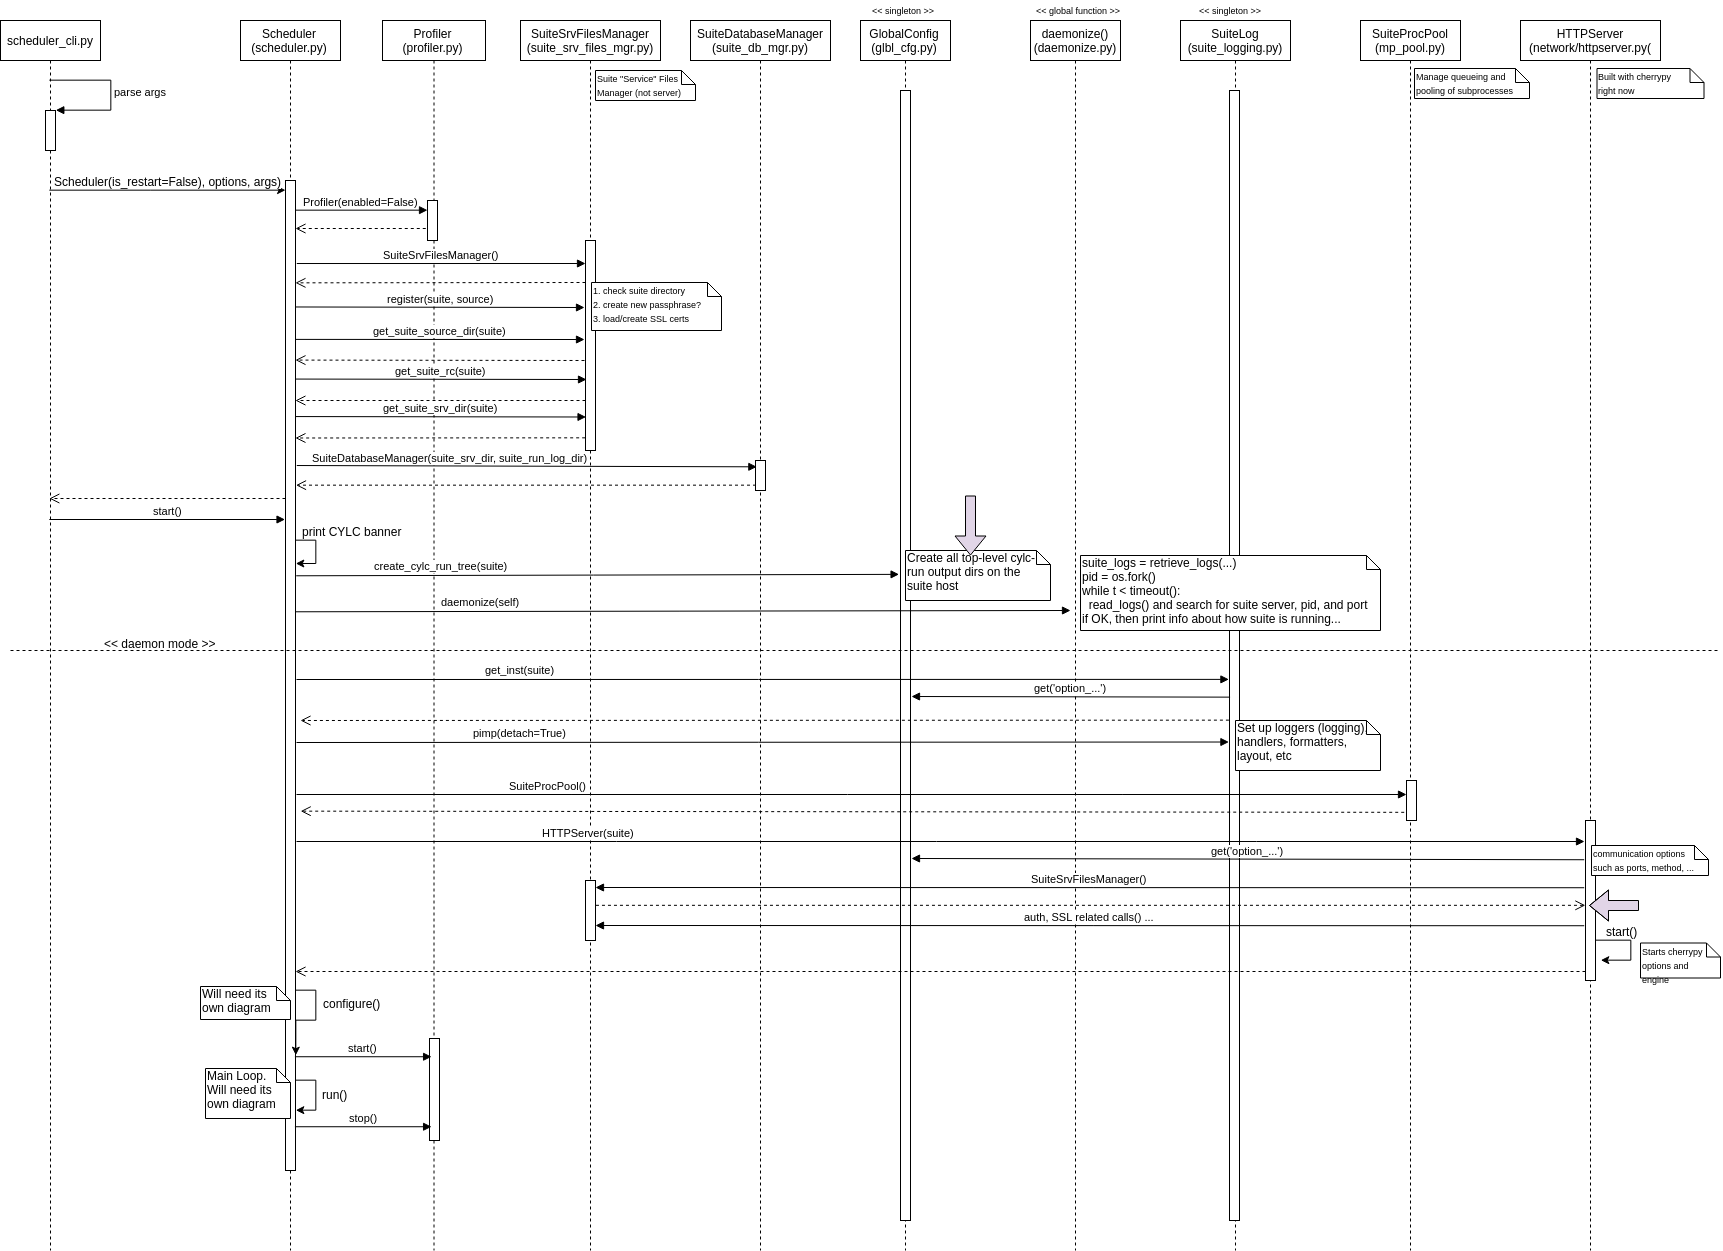 << singleton >>
<< global function >>
<< singleton >>
scheduler_cli.py
Scheduler
(scheduler.py)
Profiler
(profiler.py)
SuiteSrvFilesManager
(suite_srv_files_mgr.py)
SuiteDatabaseManager
(suite_db_mgr.py)
GlobalConfig
(glbl_cfg.py)
daemonize()
(daemonize.py)
SuiteLog
(suite_logging.py)
SuiteProcPool
(mp_pool.py)
HTTPServer
(network/httpserver.py(
Suite "Service" Files
Manager (not server)
Manage queueing and
pooling of subprocesses
Built with cherrypy
right now
parse args
Scheduler(is_restart=False), options, args)
Profiler(enabled=False)
SuiteSrvFilesManager()
1. check suite directory
2. create new passphrase?
3. load/create SSL certs
register(suite, source)
get_suite_source_dir(suite)
get_suite_rc(suite)
get_suite_srv_dir(suite)
SuiteDatabaseManager(suite_srv_dir, suite_run_log_dir)
start()
print CYLC banner
create_cylc_run_tree(suite)
Create all top-level cylc-
run output dirs on the
suite host
suite_logs = retrieve_logs(...)
pid = os.fork()
while t < timeout():
read_logs() and search for suite server, pid, and port
if OK, then print info about how suite is running...
daemonize(self)
<< daemon mode >>
get_inst(suite)
get('option_...')
pimp(detach=True)
Set up loggers (logging)
handlers, formatters,
layout, etc
SuiteProcPool()
HTTPServer(suite)
get('option_...')
communication options
such as ports, method, ...
SuiteSrvFilesManager()
auth, SSL related calls() ...
start()
Starts cherrypy
options and
engine
Will need its
own diagram
configure()
start()
Main Loop.
Will need its
own diagram
run()
stop()